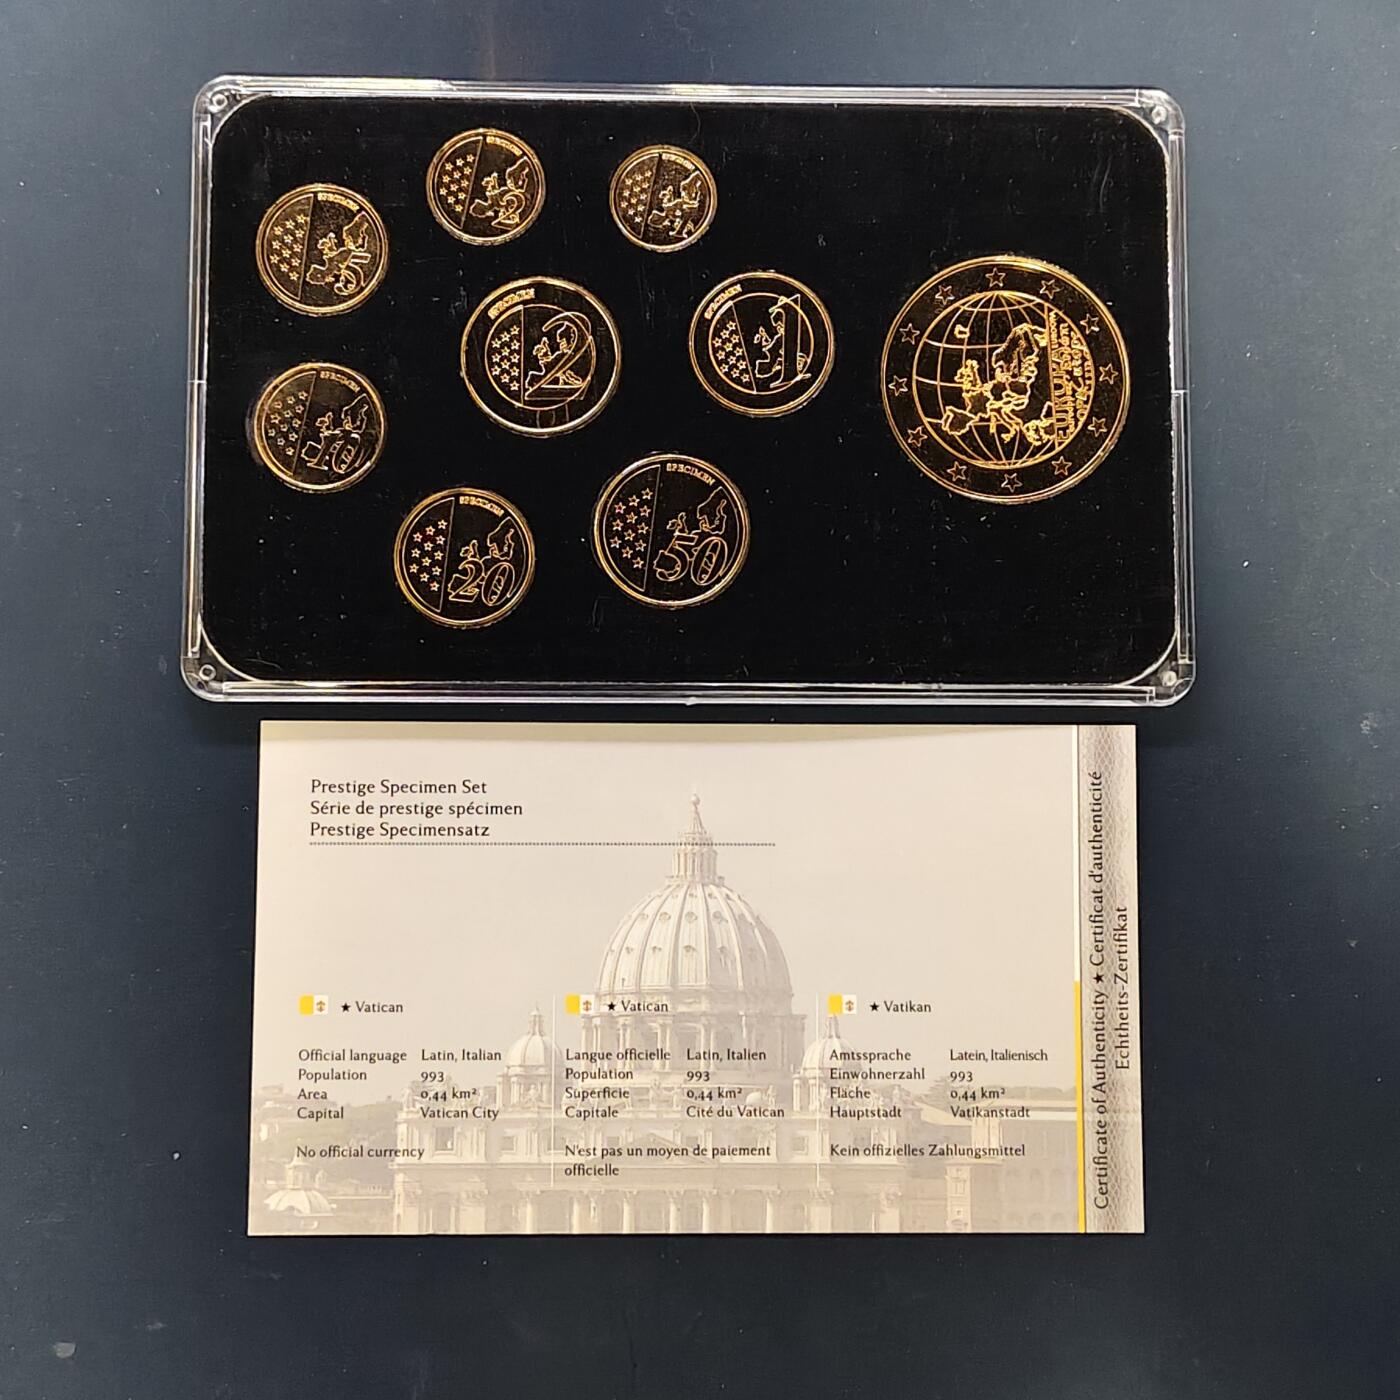 SPECIMEN
2
SPECIMEN
1
SPECIMEN
5
SPECIMEN
2
SPECIMEN
1
EUROPA
SPECIMEN
10
SPECIMEN
20
SPECIMEN
50
Prestige Specimen Set
Série de prestige spécimen
Prestige Specimensatz
★ Vatican
Official language Latin, Italian
Population 993
Area 0,44 km²
Capital Vatican City
No official currency
★ Vatican
Langue officielle Latin, Italien
Population 993
Superficie 0,44 km²
Capitale Cité du Vatican
N'est pas un moyen de paiement
officielle
★ Vatikan
Amtssprache Latein, Italienisch
Einwohnerzahl 993
Fläche 0,44 km²
Hauptstadt Vatikanstadt
Kein offizielles Zahlungsmittel
Certificate of Authenticity ★ Certificat d'authenticité
Echtheits-Zertifikat